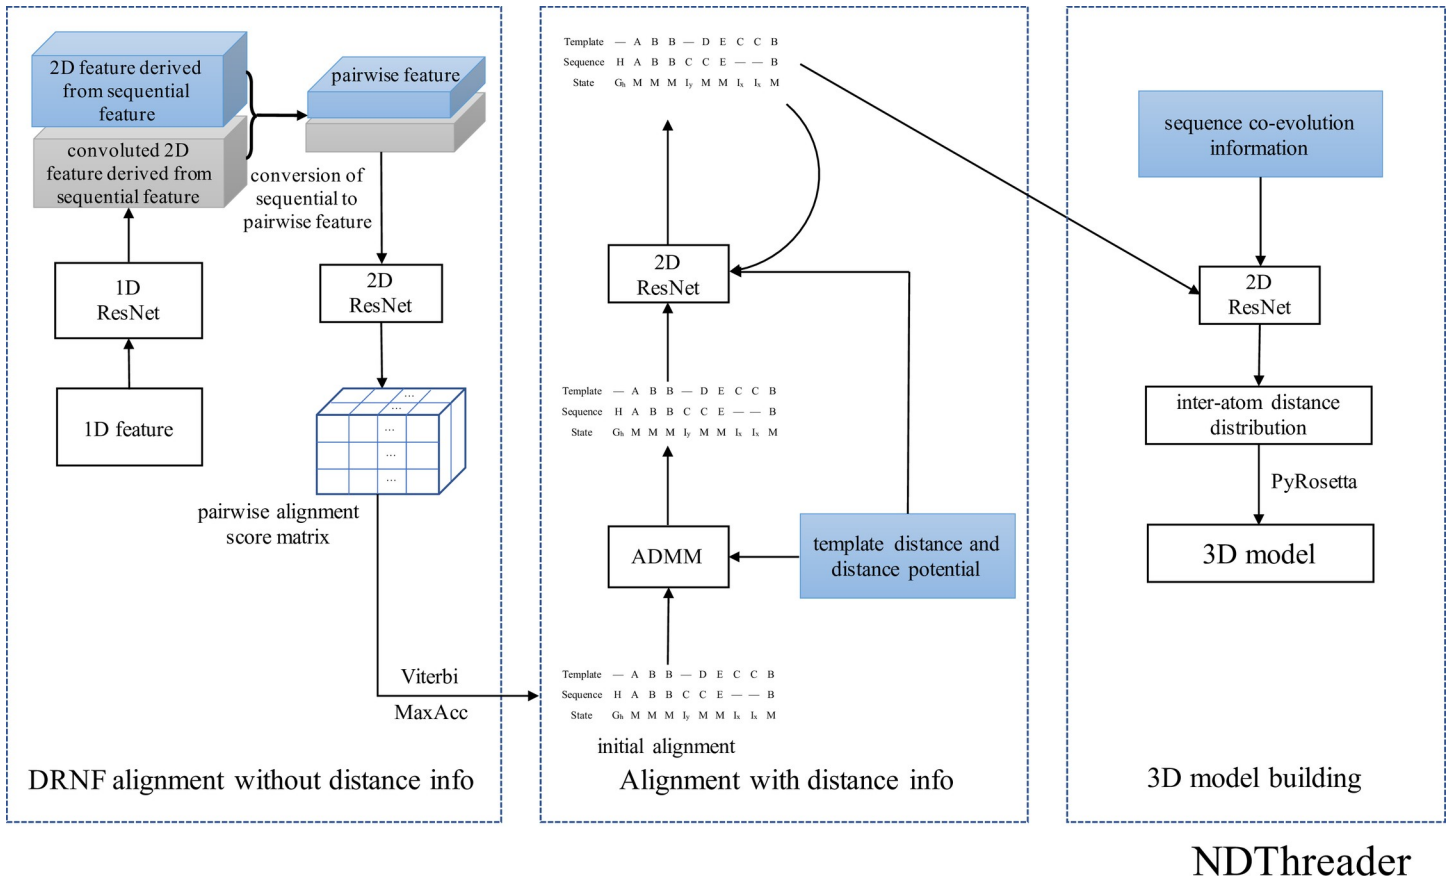 2D feature derived
from sequential
feature
convoluted 2D
feature derived from
sequential feature
pairwise feature
conversion of
sequential to
pairwise feature
1D
ResNet
1D feature
2D
ResNet
...
...
...
...
...
pairwise alignment
score matrix
Viterbi
MaxAcc
DRNF alignment without distance info
Template — A B B — D E C C B
Sequence H A B B C C E — — B
State Gh M M M Iy M M Ix Ix M
2D
ResNet
Template — A B B — D E C C B
Sequence H A B B C C E — — B
State Gh M M M Iy M M Ix Ix M
ADMM
template distance and
distance potential
Template — A B B — D E C C B
Sequence H A B B C C E — — B
State Gh M M M Iy M M Ix Ix M
initial alignment
Alignment with distance info
sequence co-evolution
information
2D
ResNet
inter-atom distance
distribution
PyRosetta
3D model
3D model building
NDThreader